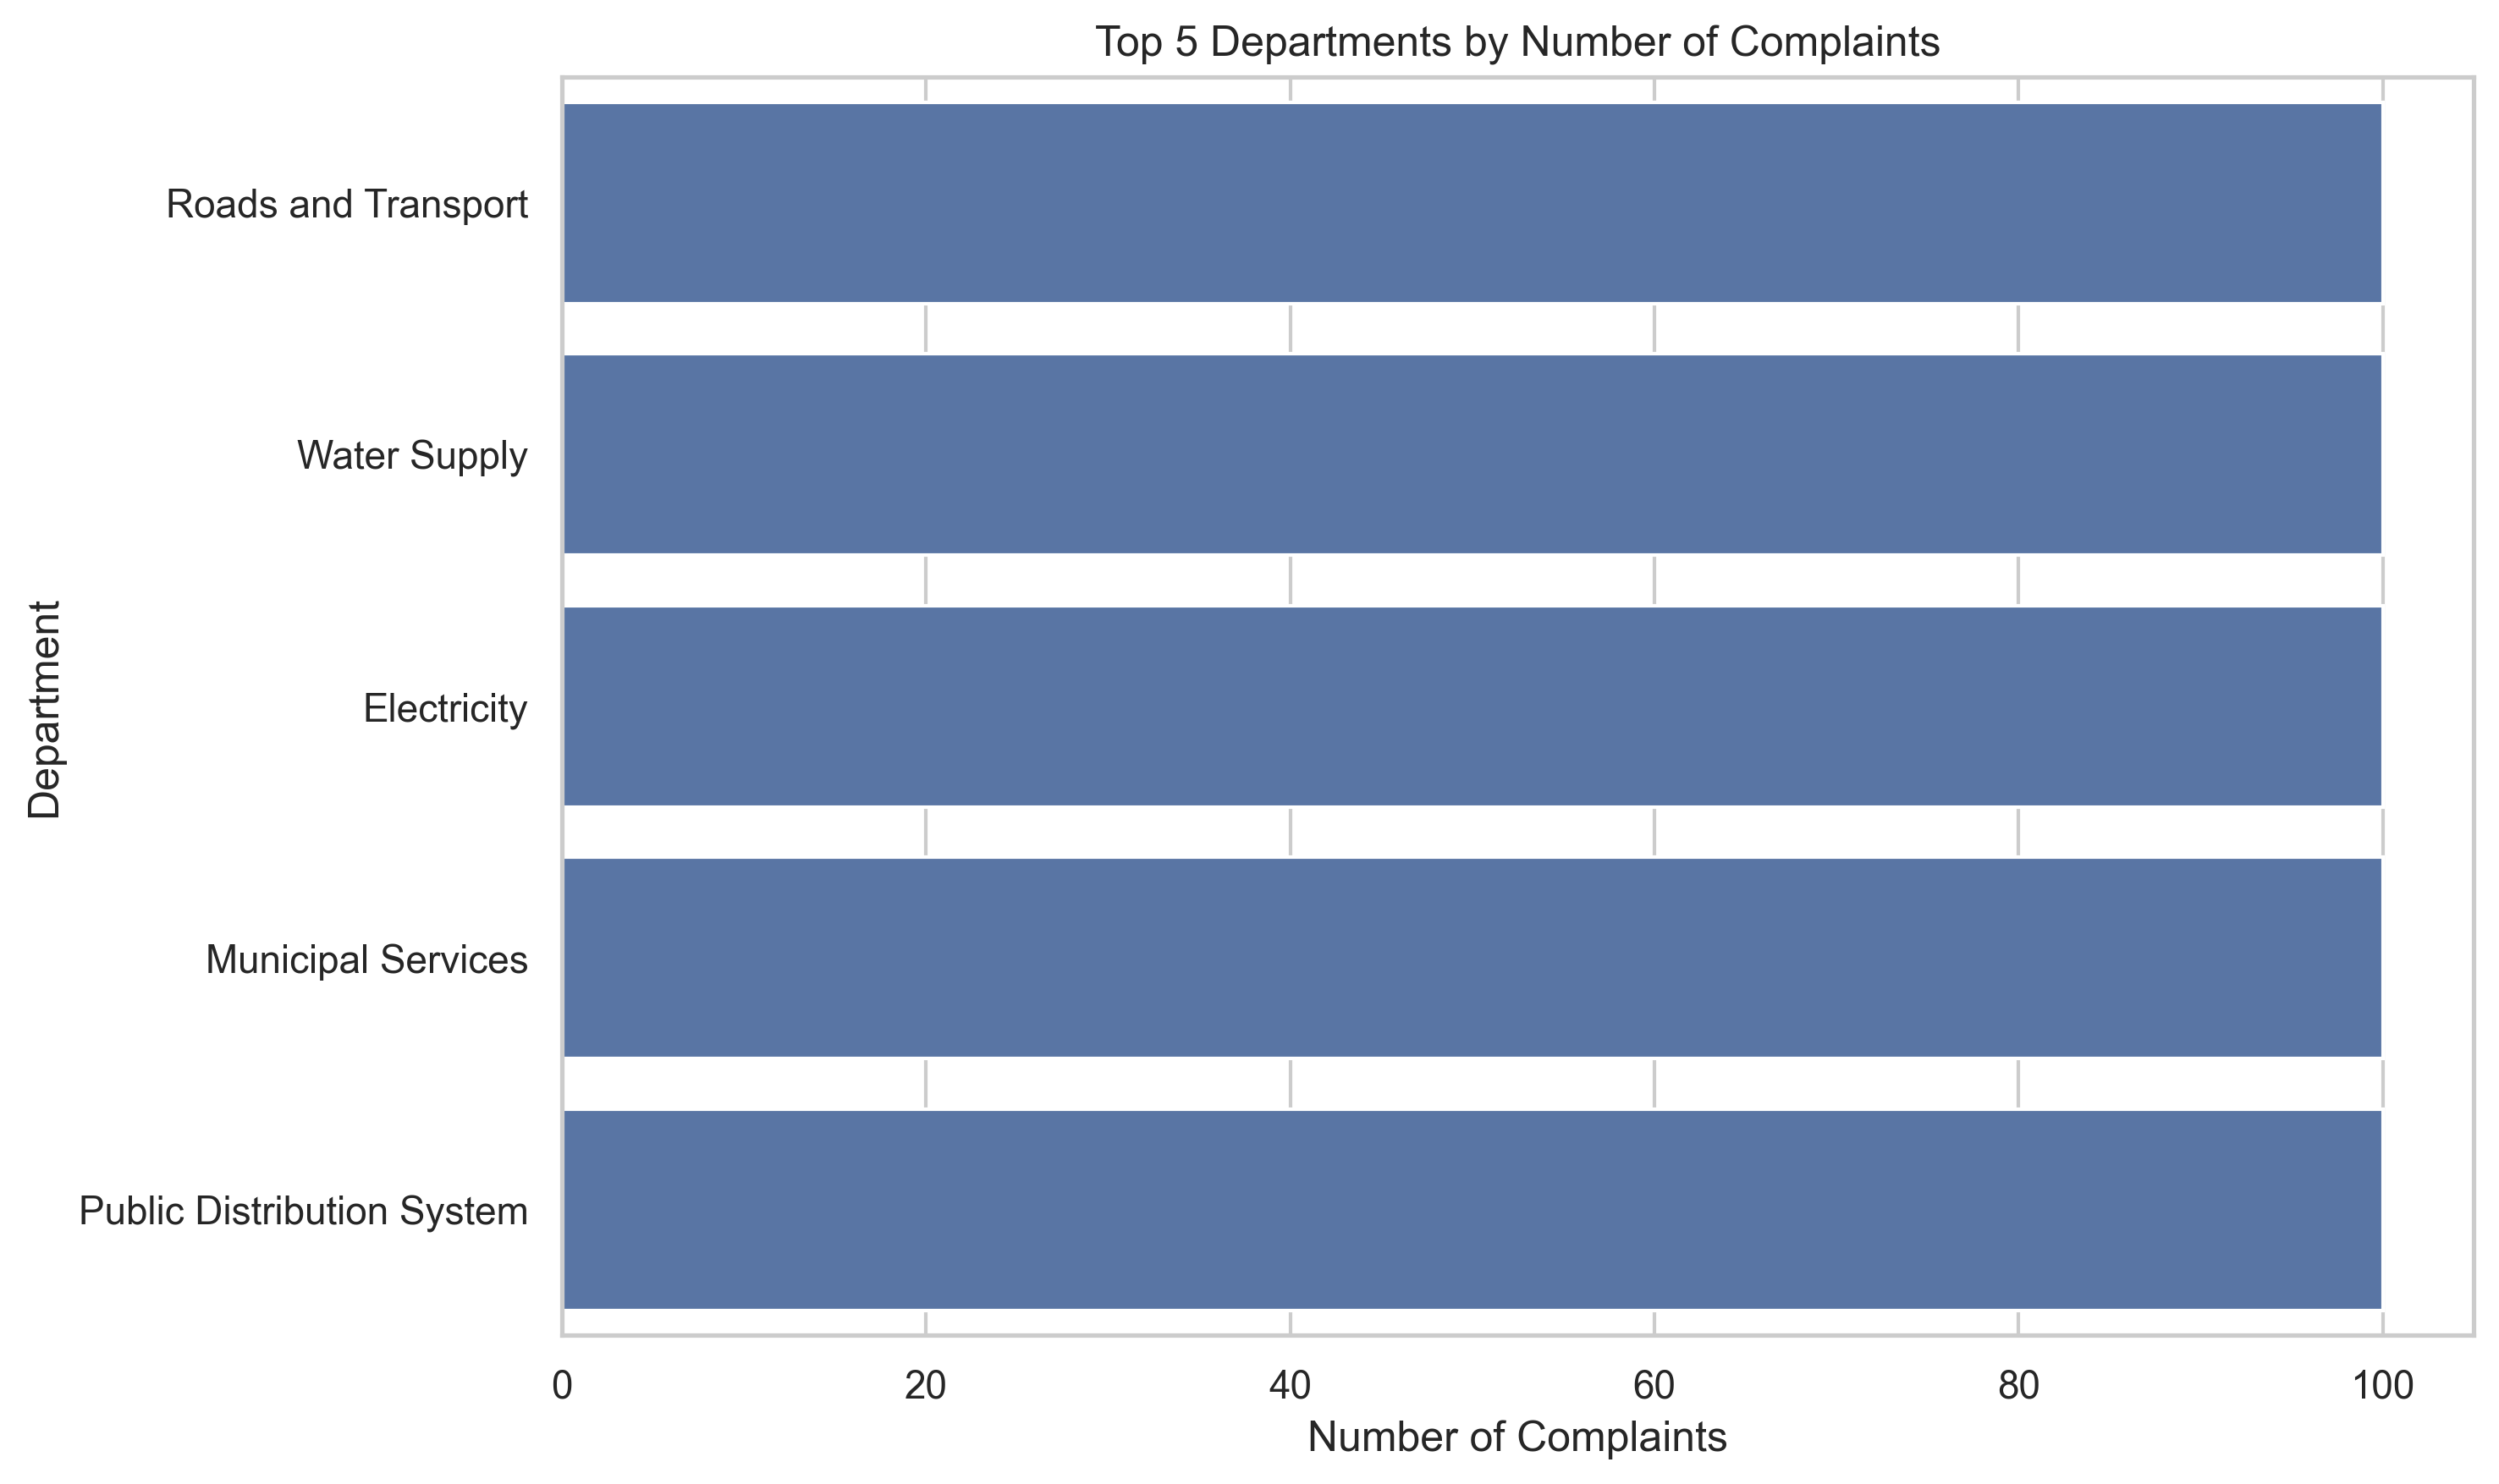 Top 5 Departments by Number of Complaints
Department
Roads and Transport
Water Supply
Electricity
Municipal Services
Public Distribution System
0 20 40 60 80 100
Number of Complaints